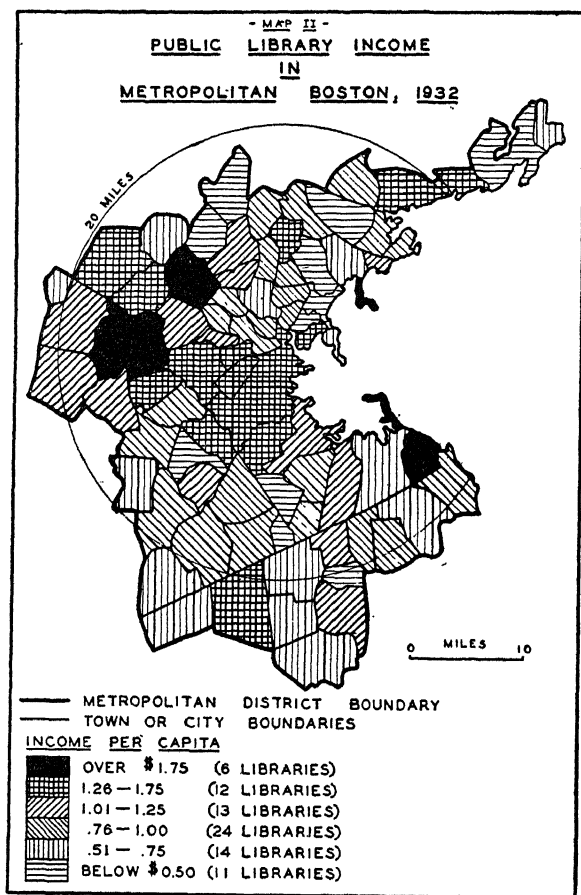 - MAP II -
PUBLIC LIBRARY INCOME
IN
METROPOLITAN BOSTON, 1932
20 MILES
MILES
0 10
METROPOLITAN DISTRICT BOUNDARY
TOWN OR CITY BOUNDARIES
INCOME PER CAPITA
OVER $1.75 (6 LIBRARIES)
1.26-1.75 (12 LIBRARIES)
1.01-1.25 (13 LIBRARIES)
.76-1.00 (24 LIBRARIES)
.51-.75 (14 LIBRARIES)
BELOW $0.50 (11 LIBRARIES)